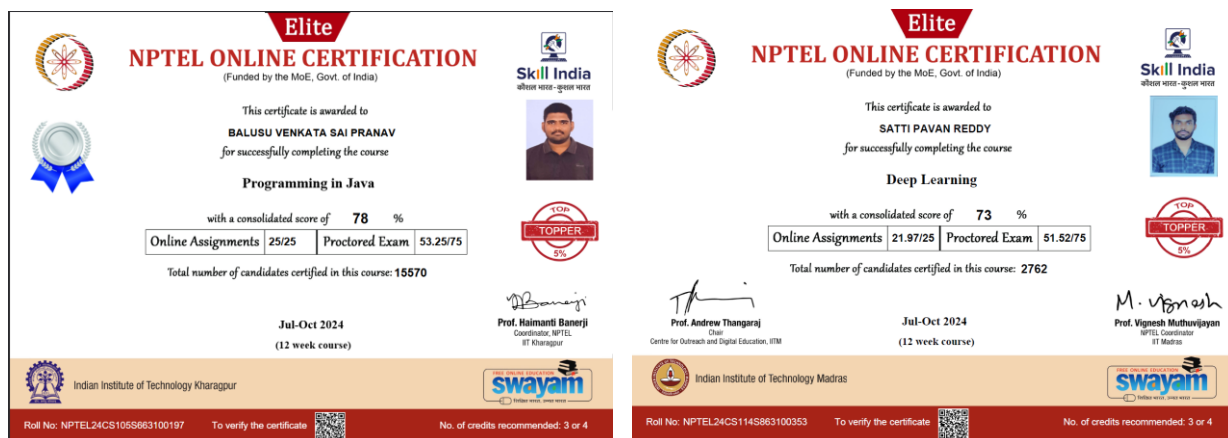 Elite
NPTEL ONLINE CERTIFICATION
(Funded by the MoE, Govt. of India)
Skill India
कौशल भारत-कुशल भारत
This certificate is awarded to
BALUSU VENKATA SAI PRANAV
for successfully completing the course
Programming in Java
with a consolidated score of 78 %
Online Assignments 25/25 Proctored Exam 53.25/75
TOP
TOPPER
5%
Total number of candidates certified in this course: 15570
Jul-Oct 2024
(12 week course)
Prof. Haimanti Banerji
Coordinator, NPTEL
IIT Kharagpur
Indian Institute of Technology Kharagpur
FREE ONLINE EDUCATION
swayam
शिक्षित भारत, उन्नत भारत
Roll No: NPTEL24CS105S663100197 To verify the certificate No. of credits recommended: 3 or 4
Elite
NPTEL ONLINE CERTIFICATION
(Funded by the MoE, Govt. of India)
Skill India
कौशल भारत-कुशल भारत
This certificate is awarded to
SATTI PAVAN REDDY
for successfully completing the course
Deep Learning
with a consolidated score of 73 %
Online Assignments 21.97/25 Proctored Exam 51.52/75
TOP
TOPPER
5%
Total number of candidates certified in this course: 2762
M. Vignesh
Prof. Andrew Thangaraj
Chair
Centre for Outreach and Digital Education, IITM
Jul-Oct 2024
(12 week course)
Prof. Vignesh Muthuvijayan
NPTEL Coordinator
IIT Madras
Indian Institute of Technology Madras
FREE ONLINE EDUCATION
swayam
शिक्षित भारत, उन्नत भारत
Roll No: NPTEL24CS114S863100353 To verify the certificate No. of credits recommended: 3 or 4